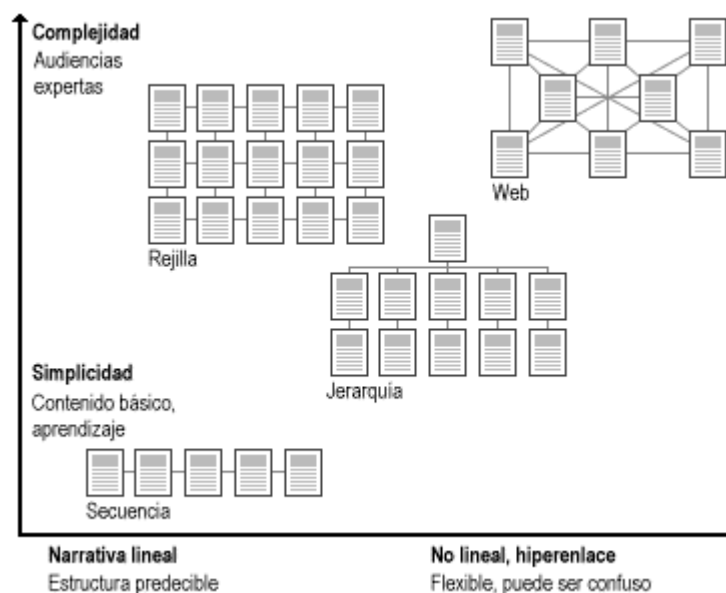 Complejidad
Audiencias
expertas
Rejilla
Web
Jerarquía
Simplicidad
Contenido básico,
aprendizaje
Secuencia
Narrativa lineal
Estructura predecible
No lineal, hiperenlace
Flexible, puede ser confuso